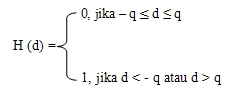 0, jika – q ≤ d ≤ q
H (d) =
1, jika d < - q atau d > q